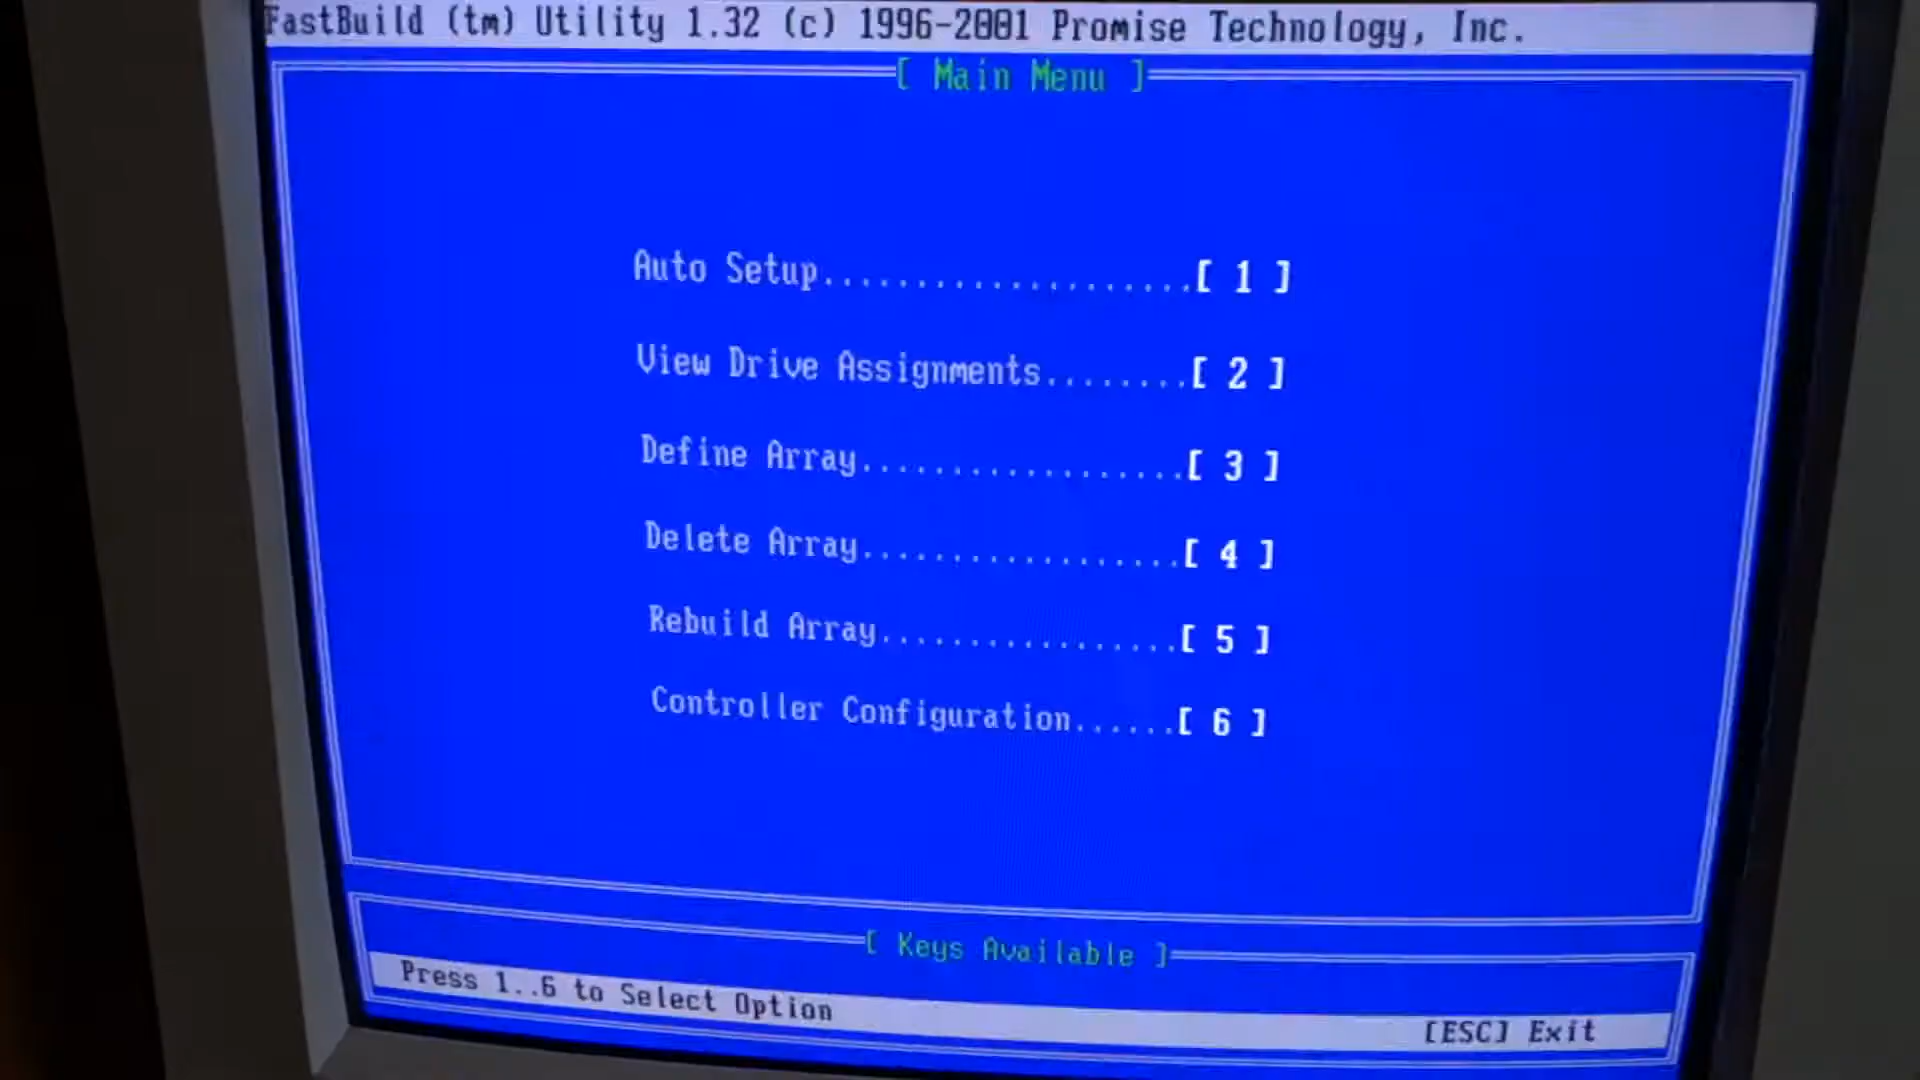 FastBuild (tm) Utility 1.32 (c) 1996-2001 Promise Technology, Inc.
[ Main Menu ]
Auto Setup....................[ 1 ]
View Drive Assignments........[ 2 ]
Define Array..................[ 3 ]
Delete Array..................[ 4 ]
Rebuild Array................[ 5 ]
Controller Configuration......[ 6 ]
[ Keys Available ]
Press 1..6 to Select Option
[ESC] Exit